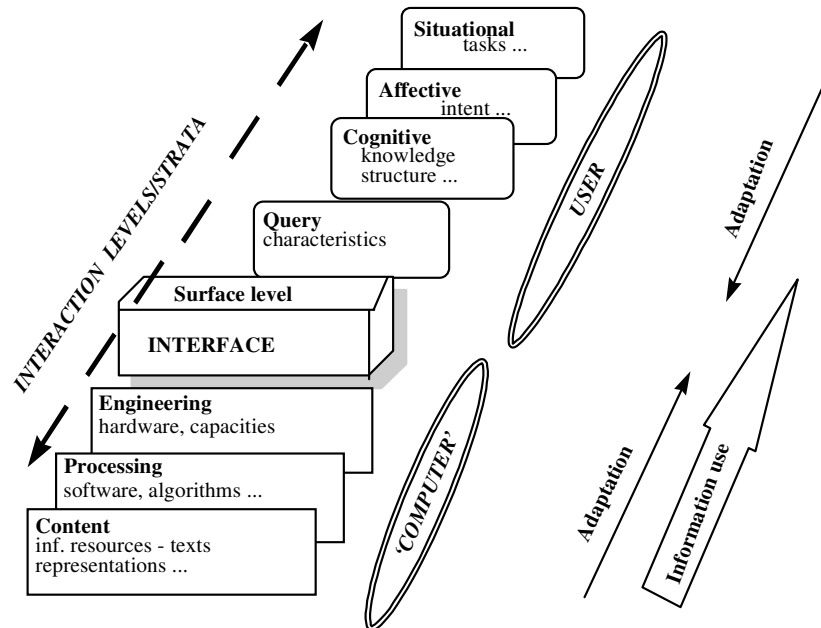 Situational
tasks ...
Affective
intent ...
Cognitive
knowledge
structure ...
Query
characteristics
Surface level
INTERFACE
Engineering
hardware, capacities
Processing
software, algorithms ...
Content
inf. resources - texts
representations ...
INTERACTION LEVELS/STRATA
USER
‘COMPUTER’
Adaptation
Adaptation
Information use